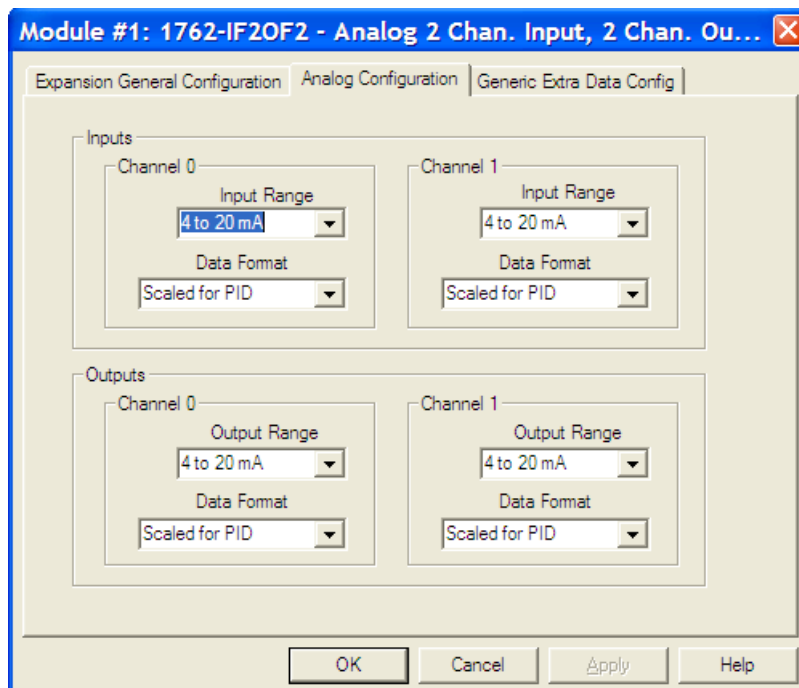 Module #1: 1762-IF2OF2 - Analog 2 Chan. Input, 2 Chan. Ou...
Expansion General Configuration
Analog Configuration
Generic Extra Data Config
Inputs
Channel 0
Input Range
4 to 20 mA
Data Format
Scaled for PID
Channel 1
Input Range
4 to 20 mA
Data Format
Scaled for PID
Outputs
Channel 0
Output Range
4 to 20 mA
Data Format
Scaled for PID
Channel 1
Output Range
4 to 20 mA
Data Format
Scaled for PID
OK
Cancel
Apply
Help